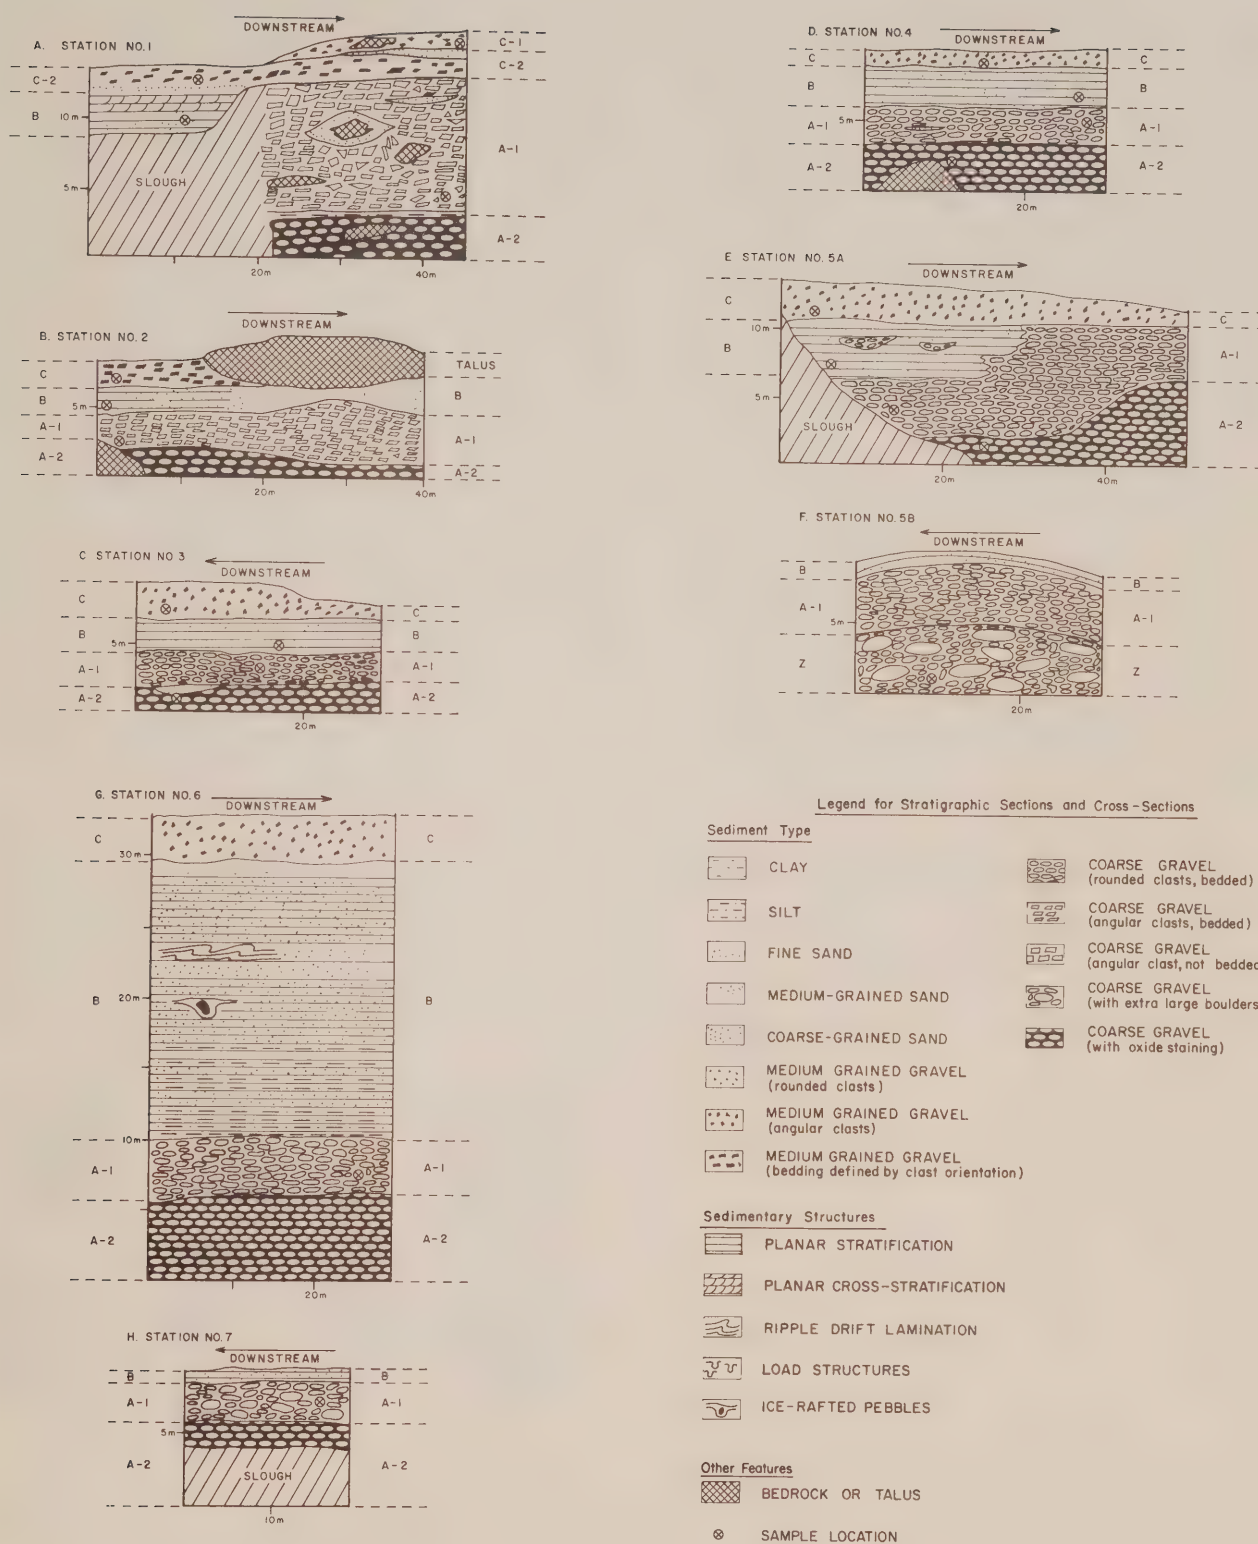 A. STATION NO.1
DOWNSTREAM
C-2
B
10 m
5m
SLOUGH
C-1
C-2
A-1
A-2
20m
40m
B. STATION NO.2
DOWNSTREAM
C
B
5m
A-1
A-2
TALUS
B
A-1
A-2
20m
40m
C STATION NO 3
DOWNSTREAM
C
B
5m
A-1
A-2
C
B
A-1
A-2
20m
D. STATION NO.4
DOWNSTREAM
C
B
5m
A-1
A-2
C
B
A-1
A-2
20m
E STATION NO. 5A
DOWNSTREAM
C
10 m
B
5m
SLOUGH
C
A-1
A-2
20m
40m
F. STATION NO.5B
DOWNSTREAM
B
A-1
5m
Z
B
A-1
Z
20m
G. STATION NO.6
DOWNSTREAM
C
30m
B
20m
10m
A-1
A-2
C
B
A-1
A-2
20m
H. STATION NO.7
DOWNSTREAM
B
A-1
5m
A-2
SLOUGH
B
A-1
A-2
10m
Legend for Stratigraphic Sections and Cross-Sections
Sediment Type
CLAY
SILT
FINE SAND
MEDIUM-GRAINED SAND
COARSE-GRAINED SAND
MEDIUM GRAINED GRAVEL
(rounded clasts)
MEDIUM GRAINED GRAVEL
(angular clasts)
MEDIUM GRAINED GRAVEL
(bedding defined by clast orientation)
COARSE GRAVEL
(rounded clasts, bedded)
COARSE GRAVEL
(angular clasts, bedded)
COARSE GRAVEL
(angular clast, not bedded
COARSE GRAVEL
(with extra large boulders
COARSE GRAVEL
(with oxide staining)
Sedimentary Structures
PLANAR STRATIFICATION
PLANAR CROSS-STRATIFICATION
RIPPLE DRIFT LAMINATION
LOAD STRUCTURES
ICE-RAFTED PEBBLES
Other Features
BEDROCK OR TALUS
SAMPLE LOCATION